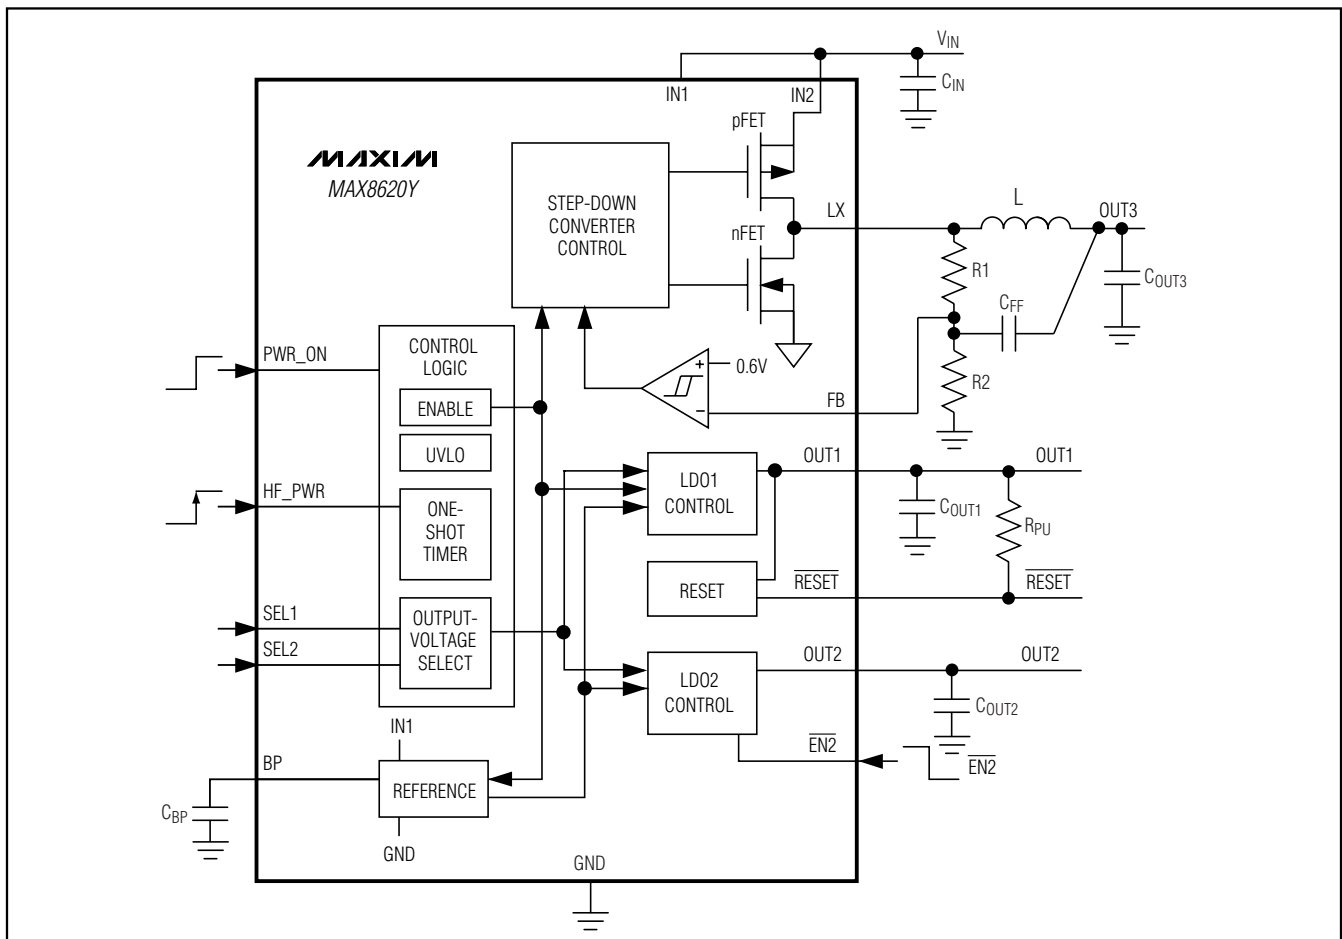 VIN
CIN
IN1
IN2
pFET
MAXIM
MAX8620Y
STEP-DOWN
CONVERTER
CONTROL
LX
L
OUT3
nFET
R1
COUT3
CFF
PWR_ON
CONTROL
LOGIC
+
0.6V
R2
ENABLE
–
FB
UVLO
OUT1
OUT1
LDO1
CONTROL
HF_PWR
ONE-
SHOT
TIMER
COUT1
RPU
RESET
RESET
RESET
SEL1
SEL2
OUTPUT-
VOLTAGE
SELECT
OUT2
OUT2
LDO2
CONTROL
COUT2
IN1
EN2
EN2
BP
REFERENCE
CBP
GND
GND